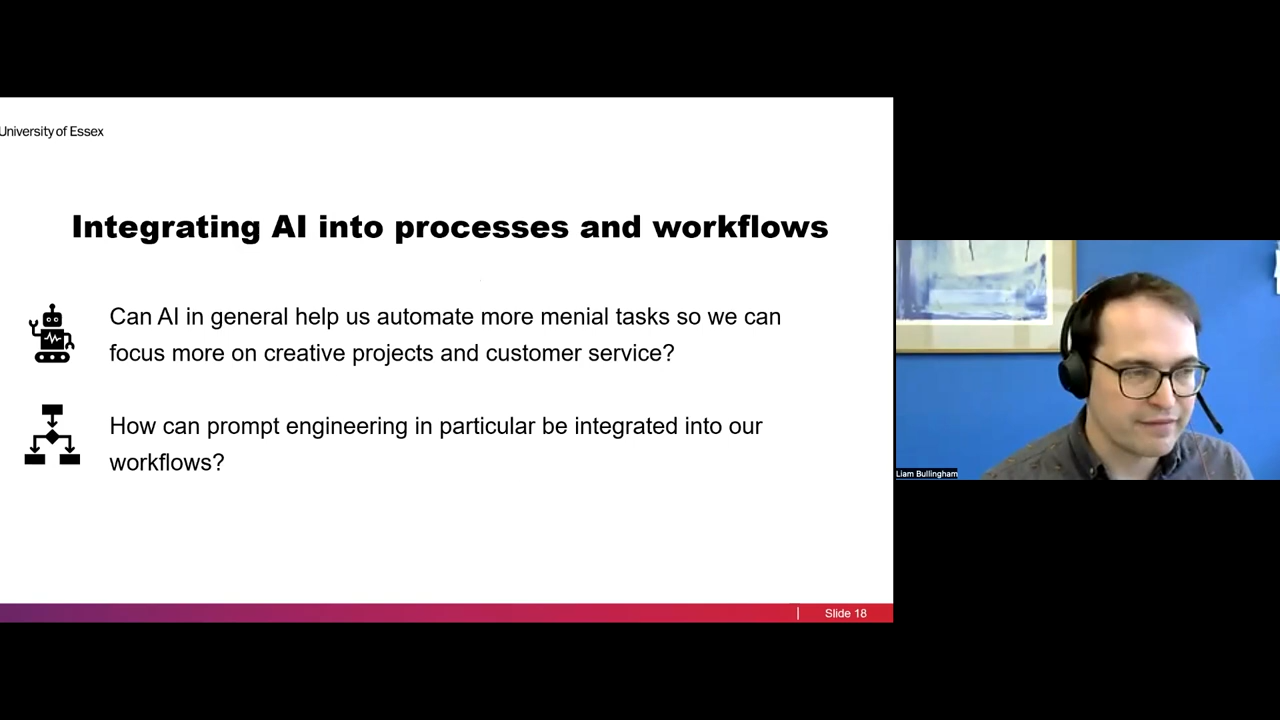 University of Essex
Integrating AI into processes and workflows
Can AI in general help us automate more menial tasks so we can
focus more on creative projects and customer service?
How can prompt engineering in particular be integrated into our
workflows?
Slide 18
Liam Bullingham